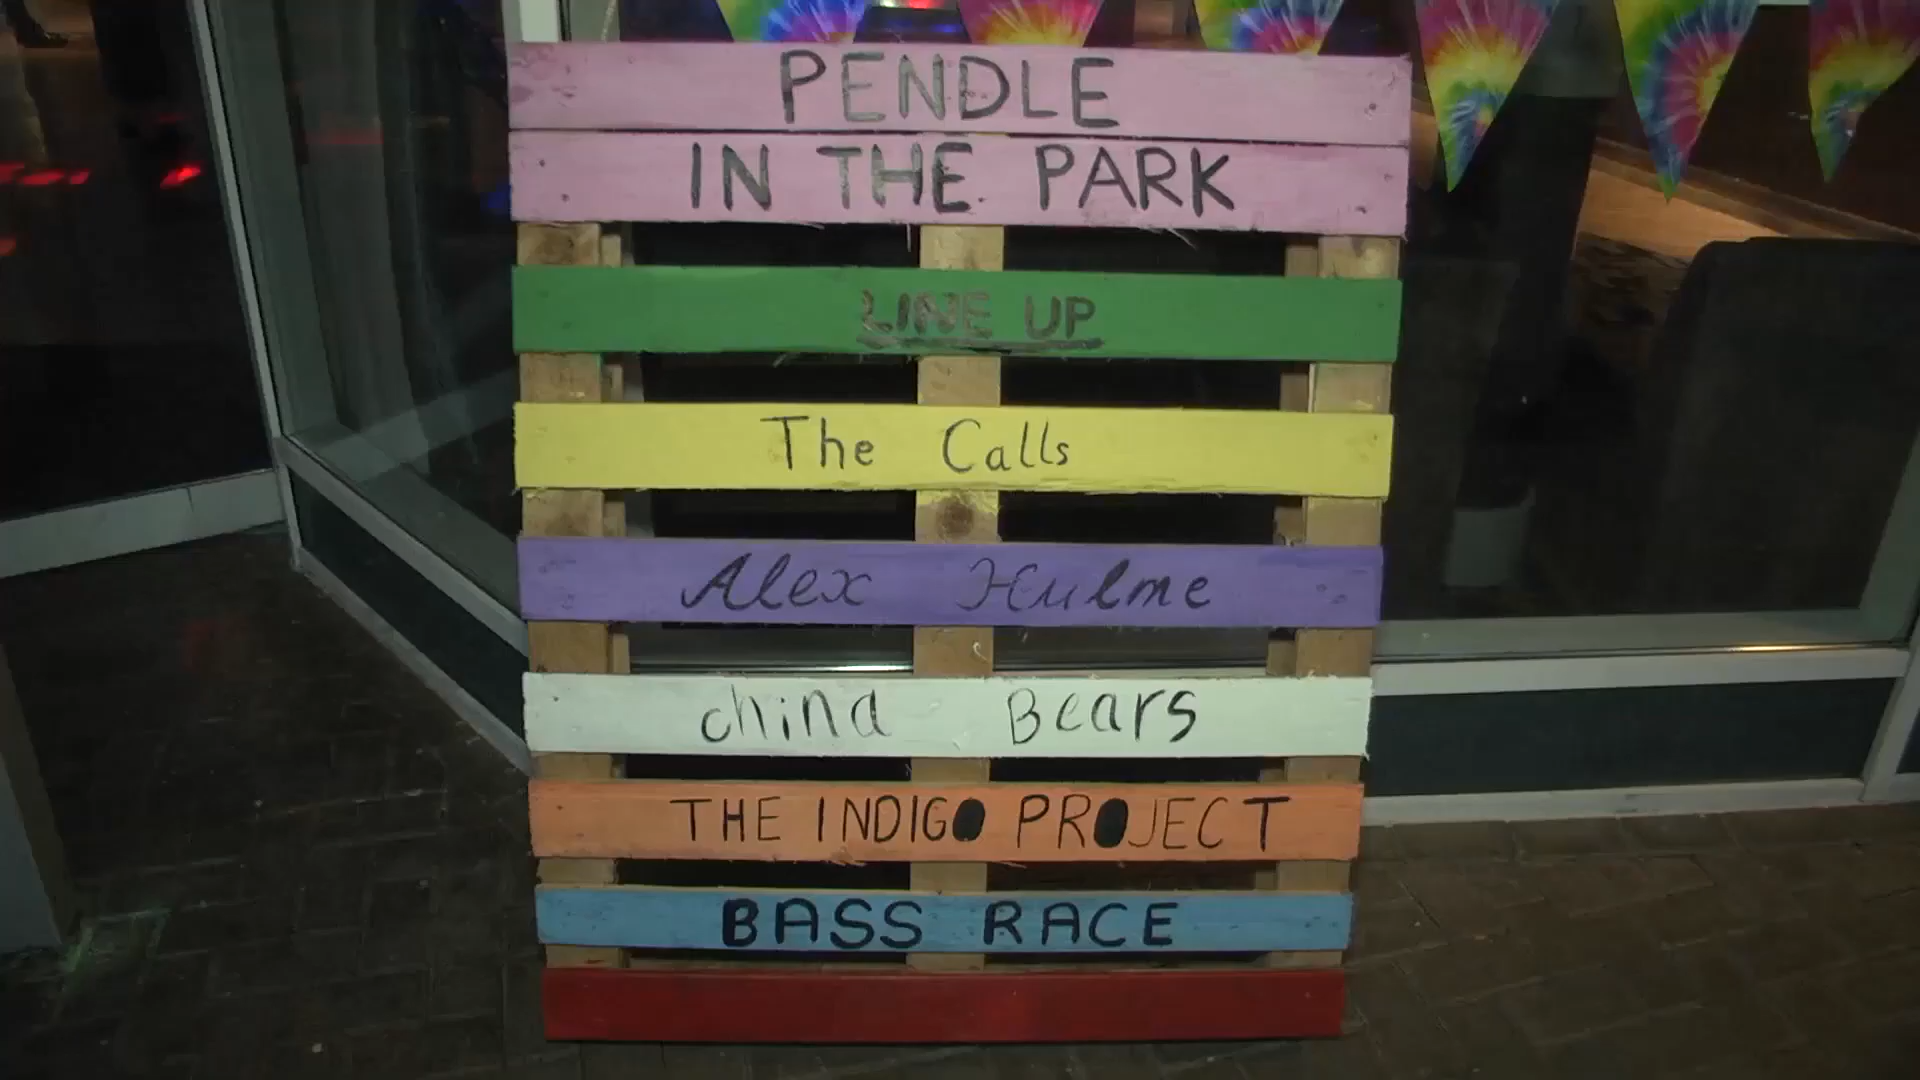 PENDLE
IN THE PARK
LINE UP
The Calls
Alex Hulme
china Bears
THE INDIGO PROJECT
BASS RACE